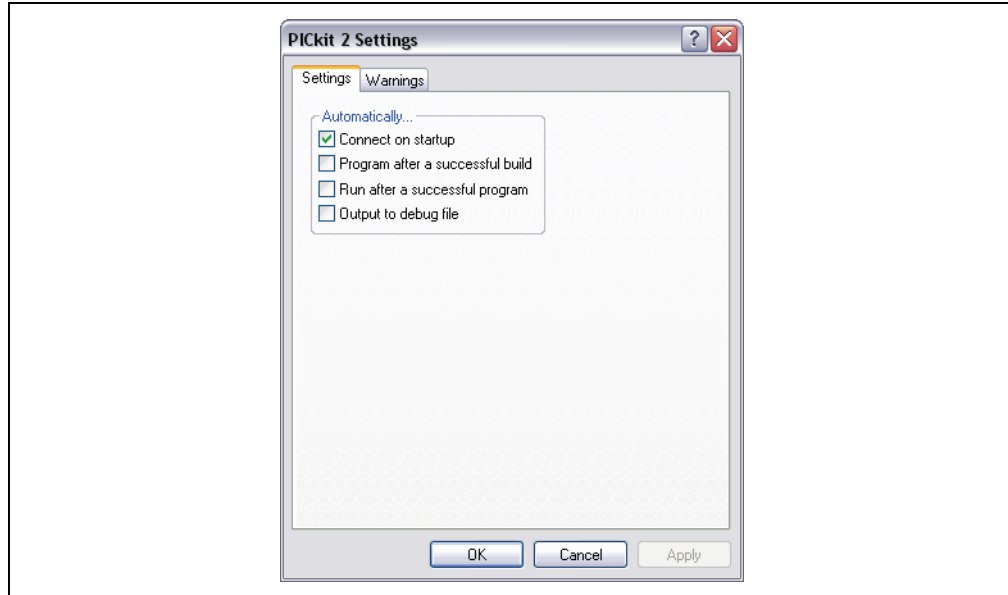 PICkit 2 Settings
Settings Warnings
Automatically...
Connect on startup
Program after a successful build
Run after a successful program
Output to debug file
OK Cancel Apply